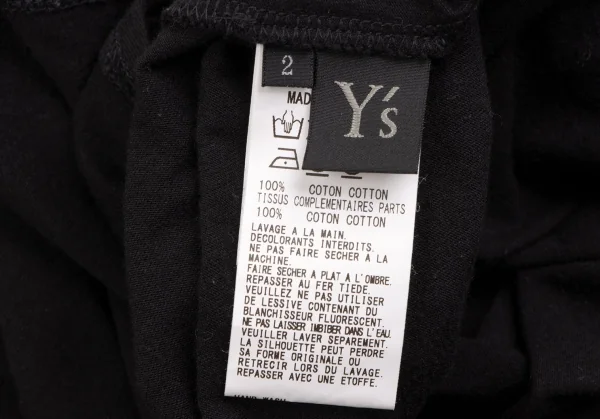 2
Y's
MAD
100% COTON COTTON
TISSUS COMPLEMENTAIRES PARTS
100% COTON COTTON
LAVAGE A LA MAIN.
DECOLORANTS INTERDITS.
NE PAS FAIRE SECHER A LA
MACHINE.
FAIRE SECHER A PLAT A L'OMBRE.
REPASSER AU FER TIEDE.
VEUILLEZ NE PAS UTILISER
DE LESSIVE CONTENANT DU
BLANCHISSEUR FLUORESCENT.
NE PAS LAISSER IMBIBER DANS L'EAU.
VEUILLER LAVER SEPAREMENT.
LA SILHOUETTE PEUT PERDRE
SA FORME ORIGINALE OU
RETRECIR LORS DU LAVAGE.
REPASSER AVEC UNE ETOFFE.